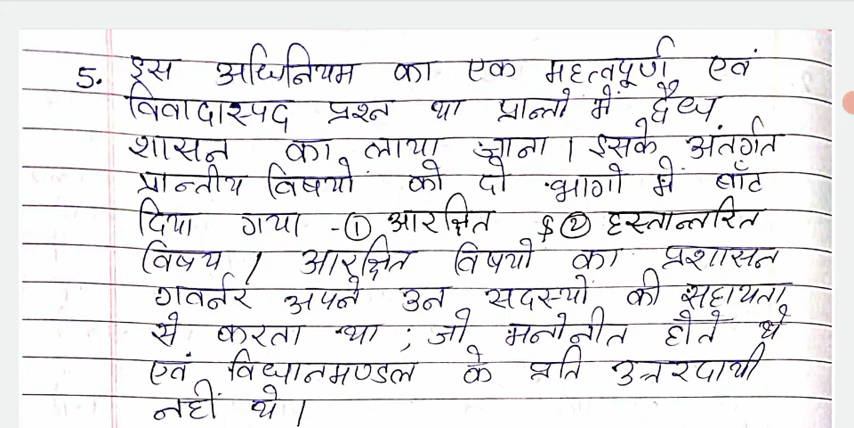 5. इस अधिनियम का एक महत्वपूर्ण एवं
विवादास्पद प्रश्न था प्रान्तो में द्वैध
शासन का लाया जाना। इसके अंतर्गत
प्रान्तीय विषयों को दो भागों में बाँट
दिया गया - ① आरक्षित & ② हस्तान्तरित
विषय। आरक्षित विषयों का प्रशासन
गवर्नर अपने उन सदस्यों की सहायता
से करता था ; जो मनोनीत होते थे
एवं विधानमण्डल के प्रति उत्तरदायी
नहीं थे।